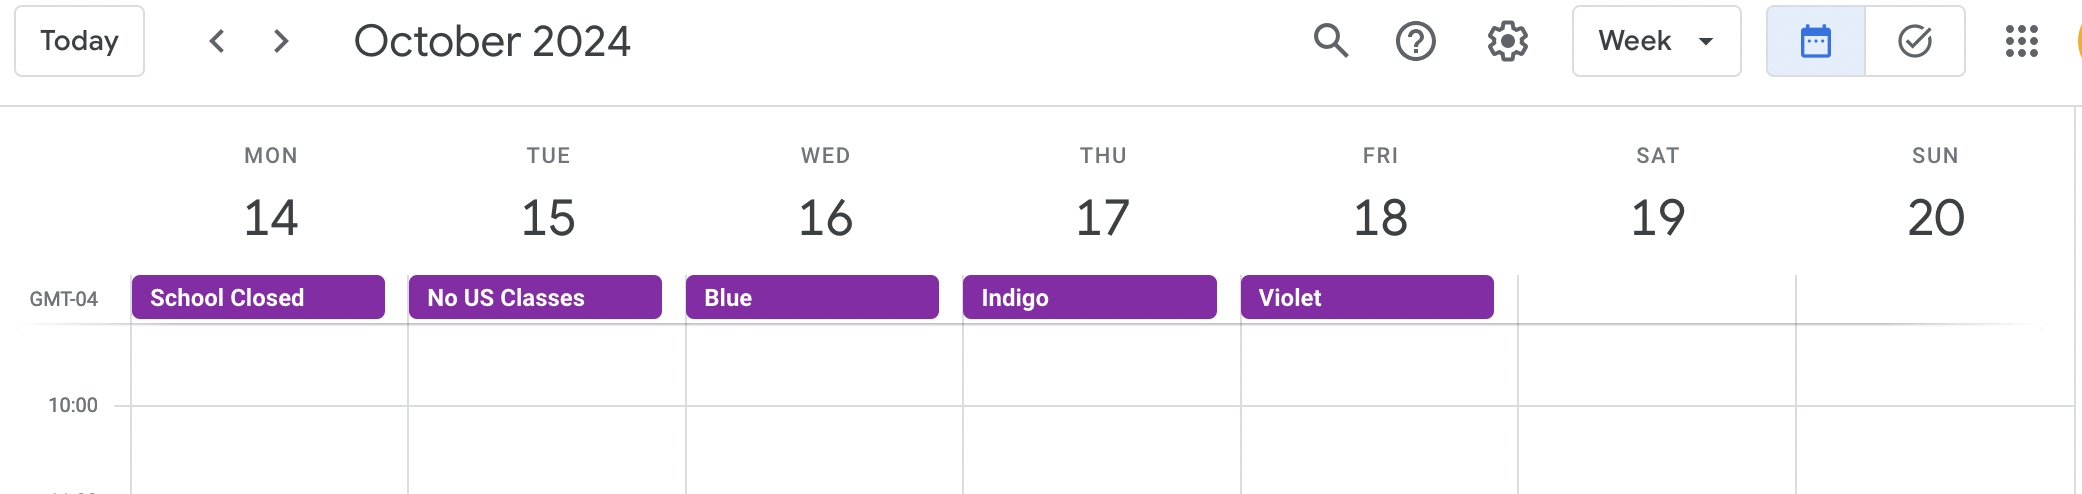 Today October 2024 Week
MON TUE WED THU FRI SAT SUN
14 15 16 17 18 19 20
GMT-04 School Closed No US Classes Blue Indigo Violet
10:00